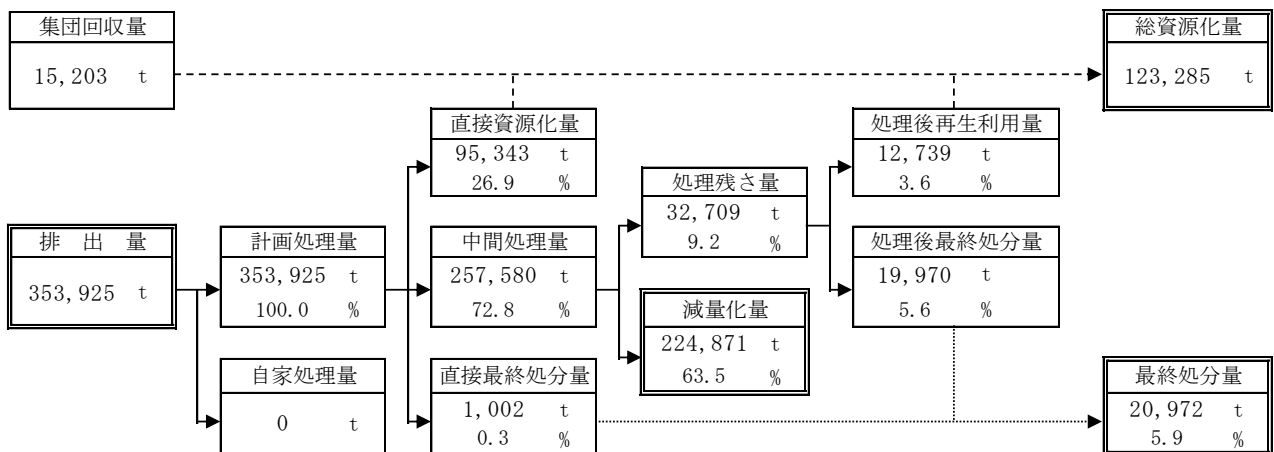 集団回収量
15,203 t
総資源化量
123,285 t
直接資源化量
95,343 t
26.9 %
処理後再生利用量
12,739 t
3.6 %
処理残さ量
32,709 t
9.2 %
排 出 量
353,925 t
計画処理量
353,925 t
100.0 %
中間処理量
257,580 t
72.8 %
処理後最終処分量
19,970 t
5.6 %
減量化量
224,871 t
63.5 %
自家処理量
0 t
直接最終処分量
1,002 t
0.3 %
最終処分量
20,972 t
5.9 %